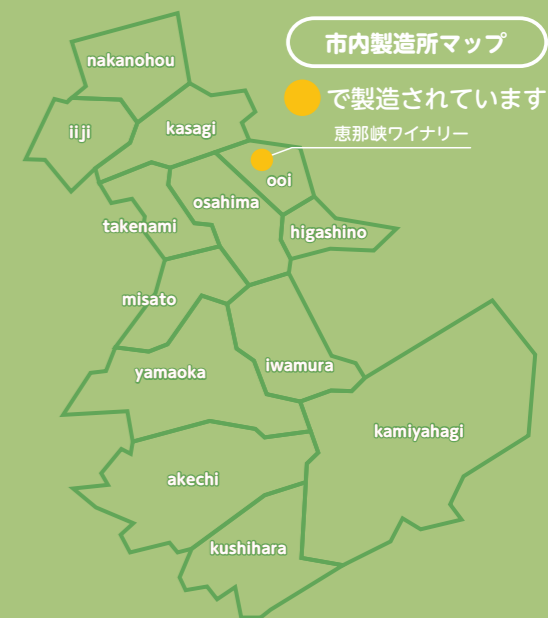 市内製造所マップ
で製造されています
恵那峡ワイナリー
nakanohou
iiji
kasagi
ooi
osahima
takenami
higashino
misato
iwamura
yamaoka
kamiyahagi
akechi
kushihara